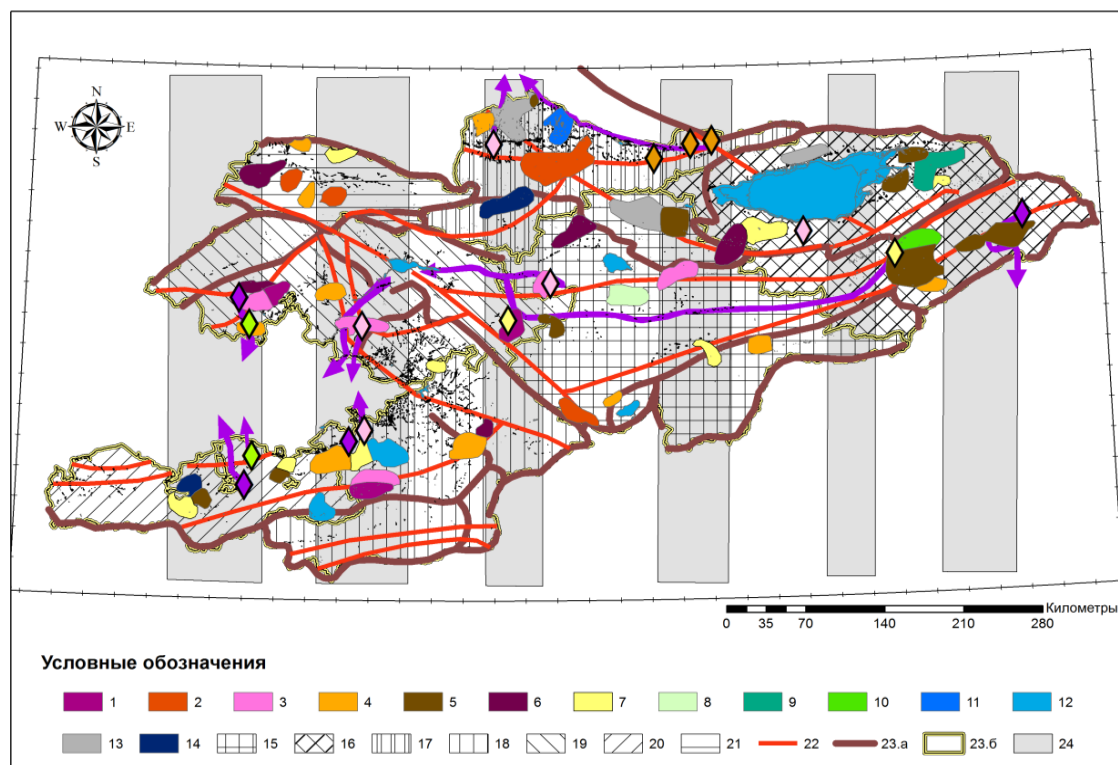 N
W E
S
Километры
0 35 70 140 210 280
Условные обозначения
1 2 3 4 5 6 7 8 9 10 11 12
13 14 15 16 17 18 19 20 21 22 23.а 23.б 24